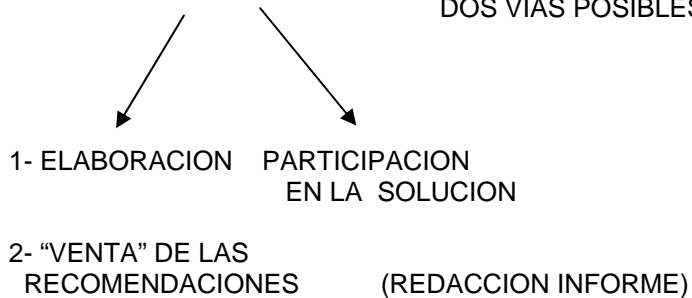 DOS VIAS POSIBLES
1- ELABORACION PARTICIPACION
EN LA SOLUCION
2- “VENTA” DE LAS
RECOMENDACIONES (REDACCION INFORME)